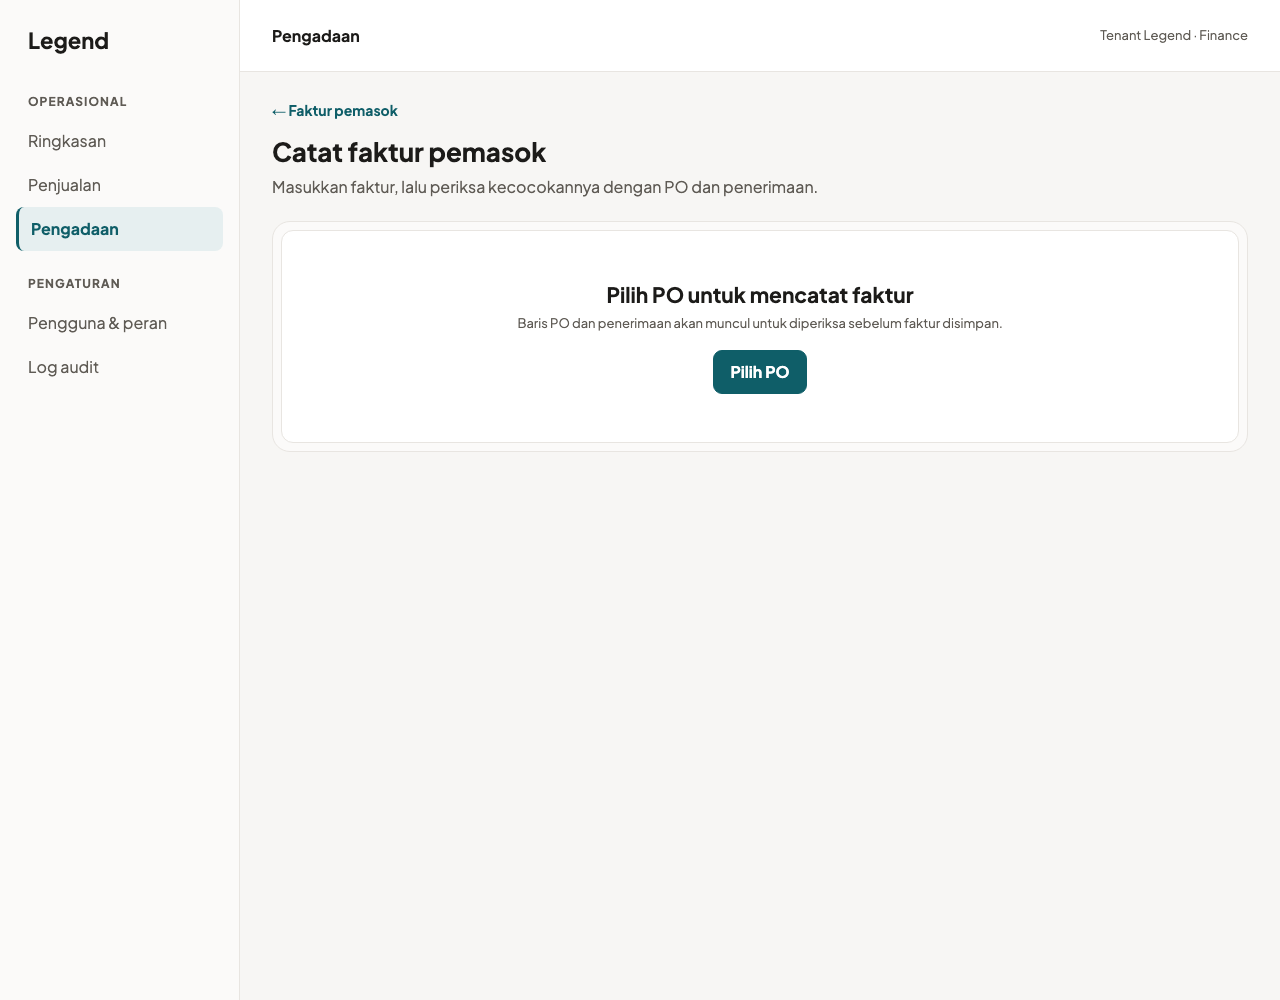 Legend
OPERASIONAL
Ringkasan
Penjualan
Pengadaan
PENGATURAN
Pengguna & peran
Log audit
Pengadaan
Tenant Legend · Finance
← Faktur pemasok
Catat faktur pemasok
Masukkan faktur, lalu periksa kecocokannya dengan PO dan penerimaan.
Pilih PO untuk mencatat faktur
Baris PO dan penerimaan akan muncul untuk diperiksa sebelum faktur disimpan.
Pilih PO